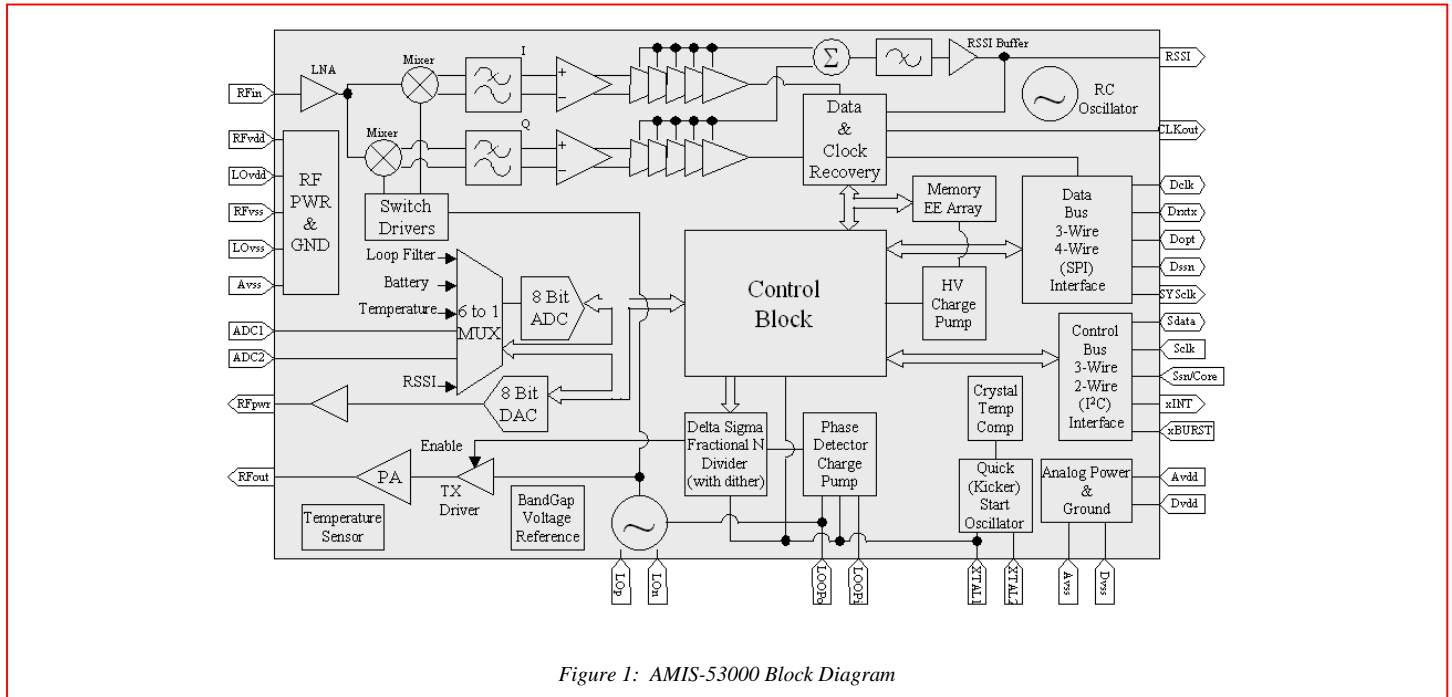 LNA
Mixer
I
Mixer
Q
Σ
RSSI Buffer
RC
Oscillator
Data
&
Clock
Recovery
RFin
RFvdd
LOvdd
RFvss
LOvss
Avss
ADC1
ADC2
RFpwr
RFout
RF
PWR
&
GND
Switch
Drivers
Loop Filter
Battery
Temperature
RSSI
6 to 1
MUX
8 Bit
ADC
8 Bit
DAC
Enable
PA
TX
Driver
Temperature
Sensor
BandGap
Voltage
Reference
Control
Block
Memory
EE Array
HV
Charge
Pump
Delta Sigma
Fractional N
Divider
(with dither)
Phase
Detector
Charge
Pump
Crystal
Temp
Comp
Quick
(Kicker)
Start
Oscillator
Data
Bus
3-Wire
4-Wire
(SPI)
Interface
Control
Bus
3-Wire
2-Wire
(I²C)
Interface
Analog Power
&
Ground
RSSI
CLKout
Dclk
Drxtx
Dopt
Dssn
SYSclk
Sdata
Sclk
Ssn/Core
xINT
xBURST
Avdd
Dvdd
LOp
LOn
LOOPo
LOOPi
XTAL1
XTAL2
Avss
Dvss
Figure 1: AMIS-53000 Block Diagram